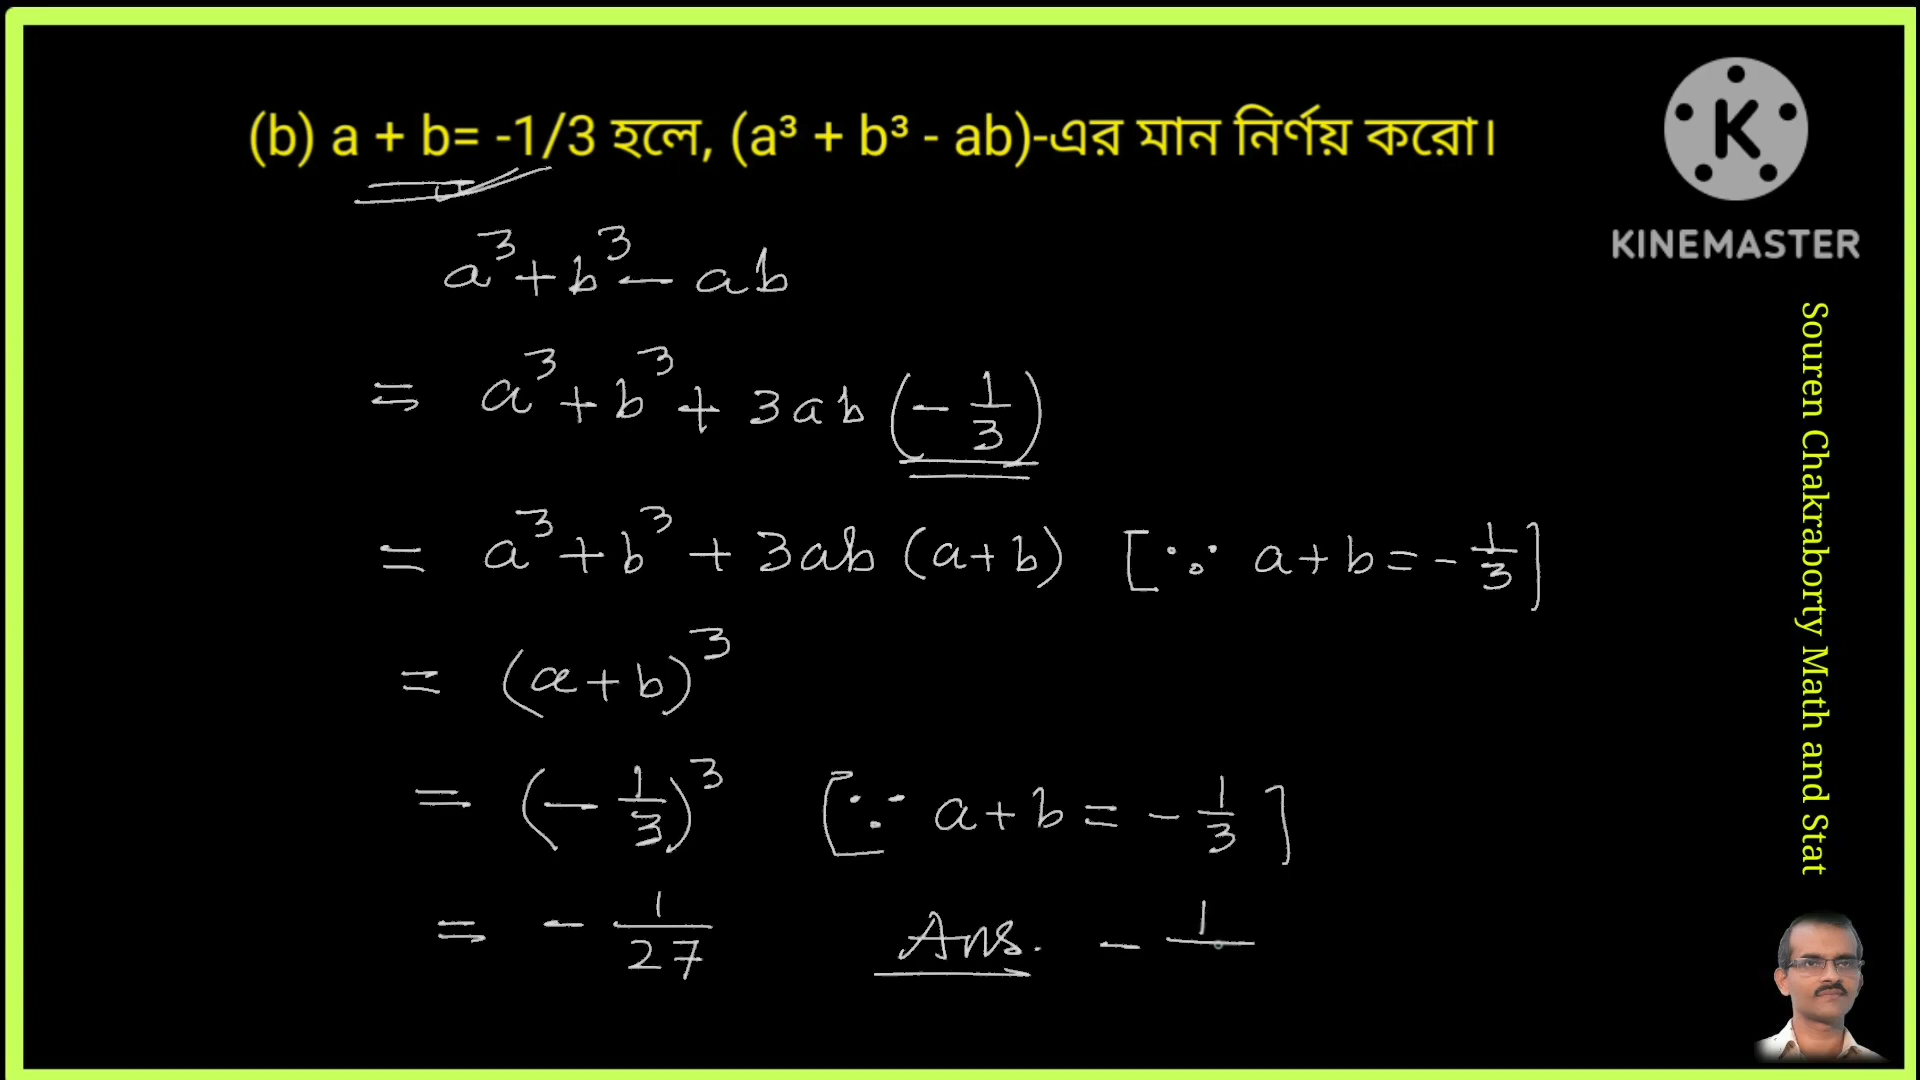 (b) a + b= -1/3 হলে, (a³ + b³ - ab)-এর মান নির্ণয় করো।
K
KINEMASTER
a³+b³- ab
= a³+b³+ 3ab (-1/3)
= a³+b³ + 3ab (a+b) [∵ a+b = -1/3]
= (a+b)³
= (-1/3)³ [∵ a+b = -1/3]
= -1/27 Ans. -1/
Souren Chakraborty Math and Stat